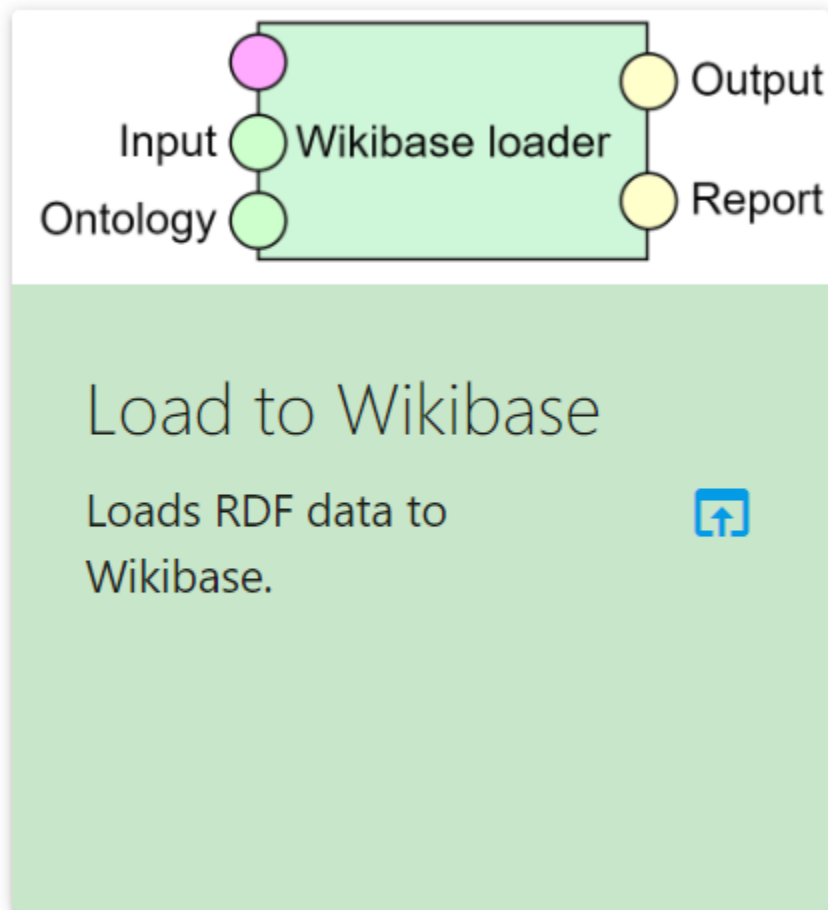 Output
Input
Wikibase loader
Ontology
Report
Load to Wikibase
Loads RDF data to
Wikibase.